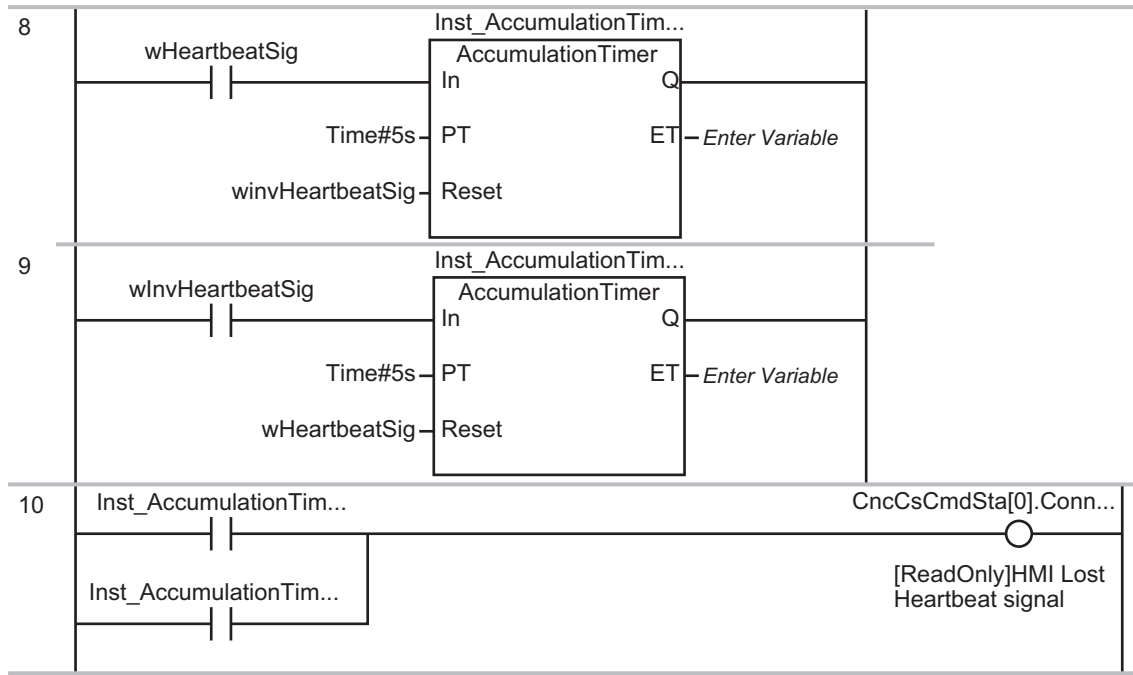 8
Inst_AccumulationTim...
wHeartbeatSig
AccumulationTimer
In Q
Time#5s PT ET Enter Variable
winvHeartbeatSig Reset
9
Inst_AccumulationTim...
wInvHeartbeatSig
AccumulationTimer
In Q
Time#5s PT ET Enter Variable
wHeartbeatSig Reset
10
Inst_AccumulationTim...
CncCsCmdSta[0].Conn...
Inst_AccumulationTim...
[ReadOnly]HMI Lost
Heartbeat signal